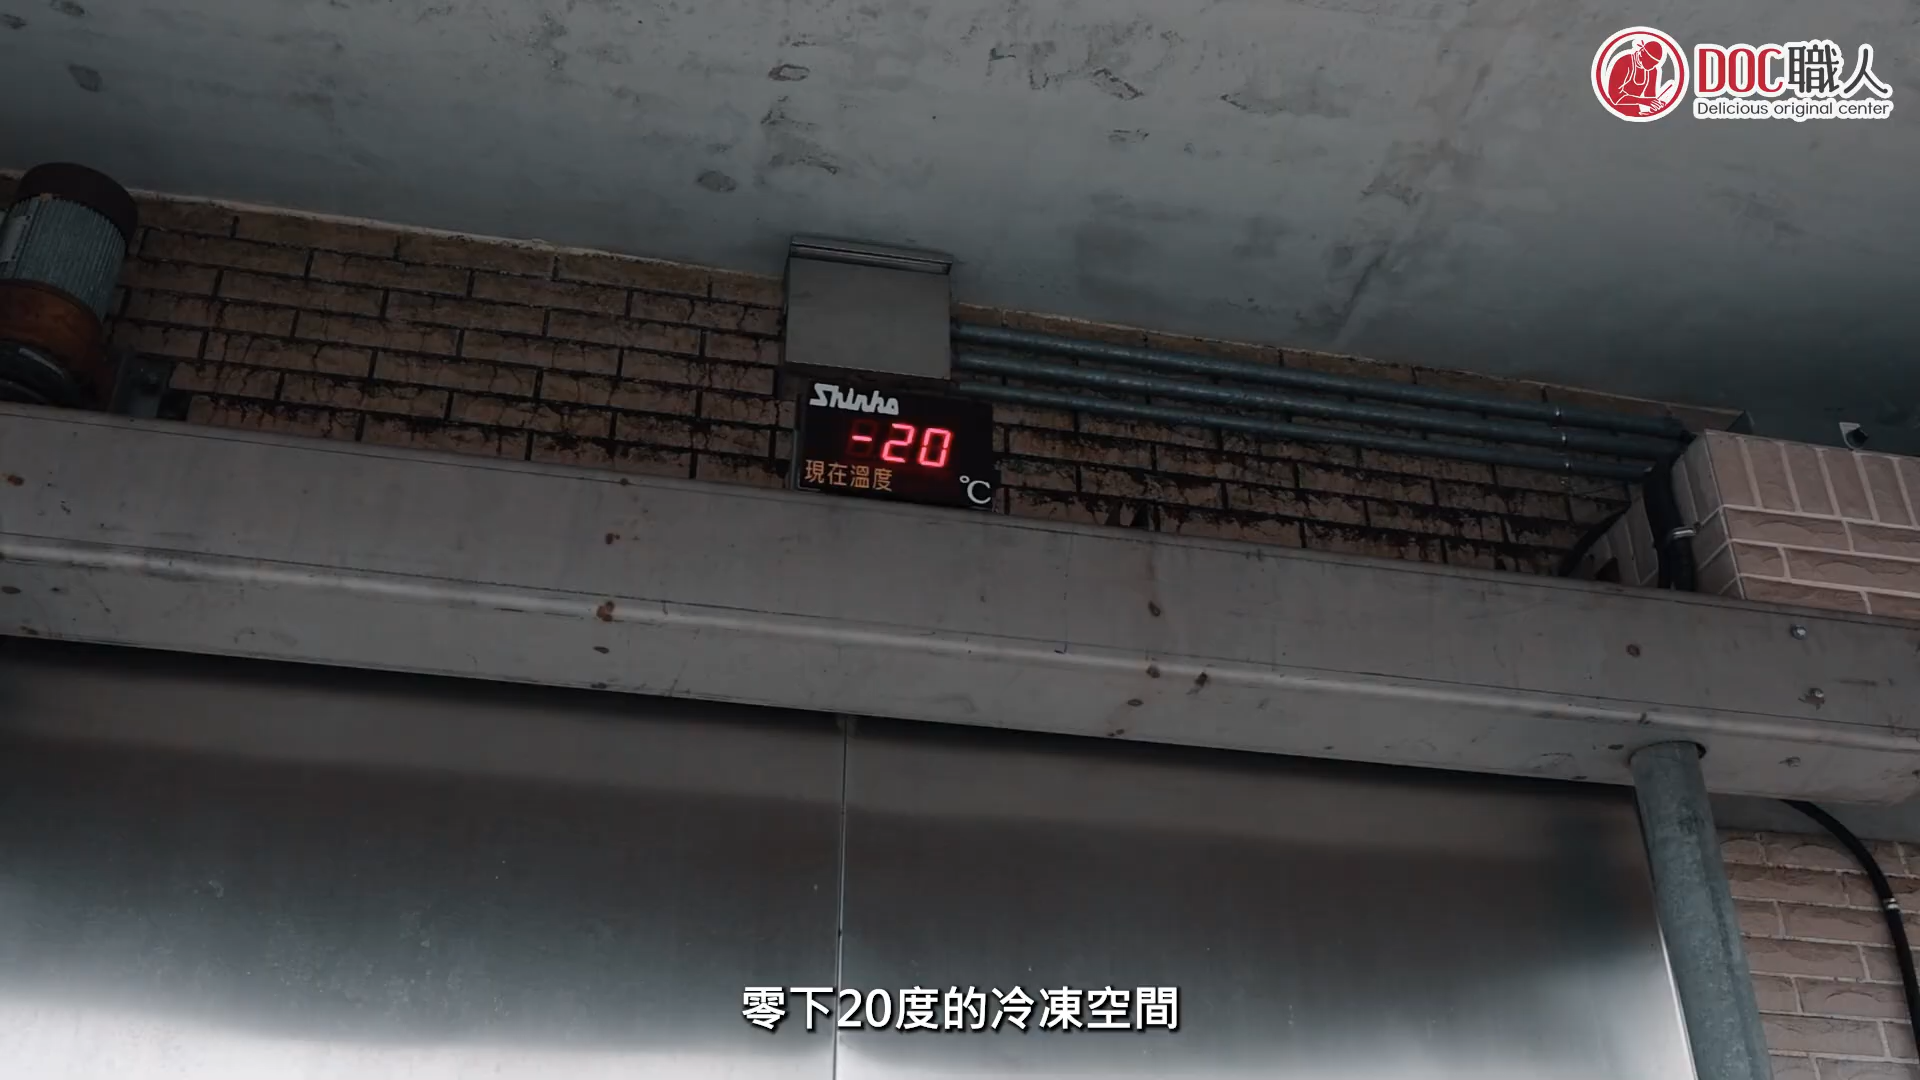 DOC職人
Delicious original center
Shinko
-20
現在溫度
℃
零下20度的冷凍空間